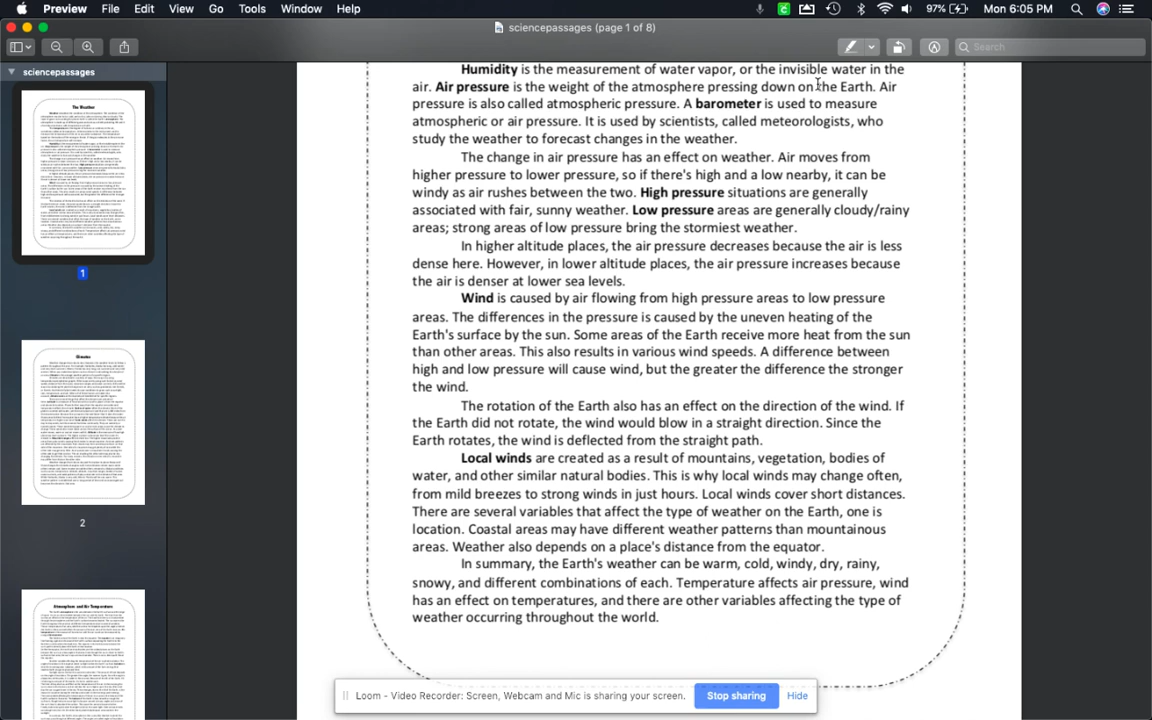 Preview File Edit View Go Tools Window Help 97% Mon 6:05 PM
sciencepassages (page 1 of 8)
Search
sciencepassages
The Weather
1
Climates
2
Atmosphere and Air Temperature
Humidity is the measurement of water vapor, or the invisible water in the
air. Air pressure is the weight of the atmosphere pressing down on the Earth. Air
pressure is also called atmospheric pressure. A barometer is used to measure
atmospheric or air pressure. It is used by scientists, called meteorologists, who
study the weather to forecast changes in the weather.
The change in air pressure has an effect on weather. Air moves from
higher pressure to lower pressure, so if there's high and a low nearby, it can be
windy as air moves between the two. High pressure situations are generally
associated with dry, sunny weather. Low pressure areas are generally cloudy/rainy
areas; strong areas of low pressure bring the stormiest weather.
In higher altitude places, the air pressure decreases because the air is less
dense here. However, in lower altitude places, the air pressure increases because
the air is denser at lower sea levels.
Wind is caused by air flowing from high pressure areas to low pressure
areas. The differences in the pressure is caused by the uneven heating of the
Earth's surface by the sun. Some areas of the Earth receive more heat from the sun
than other areas. This also results in various wind speeds. A difference between
high and low pressure will cause wind, but the greater the difference the stronger
the wind.
The rotation of the Earth also has an effect on the direction of the wind. If
the Earth did not rotate, the wind would blow in a straight direction. Since the
Earth rotates, the wind is deflected from the straight path.
Local winds are created as a result of mountains, vegetation, bodies of
water, and other similar natural bodies. This is why local winds may change often,
from mild breezes to strong winds in just hours. Local winds cover short distances.
There are several variables that affect the type of weather on the Earth, one is
location. Coastal areas may have different weather patterns than mountainous
areas. Weather also depends on a place's distance from the equator.
In summary, the Earth's weather can be warm, cold, windy, dry, rainy,
snowy, and different combinations of each. Temperature affects air pressure, wind
has an effect on temperatures, and there are other variables affecting the type of
weather occurring throughout the world.
Loom – Video Recorder: Screen, Webcam and Mic is sharing your screen. Stop sharing Hide